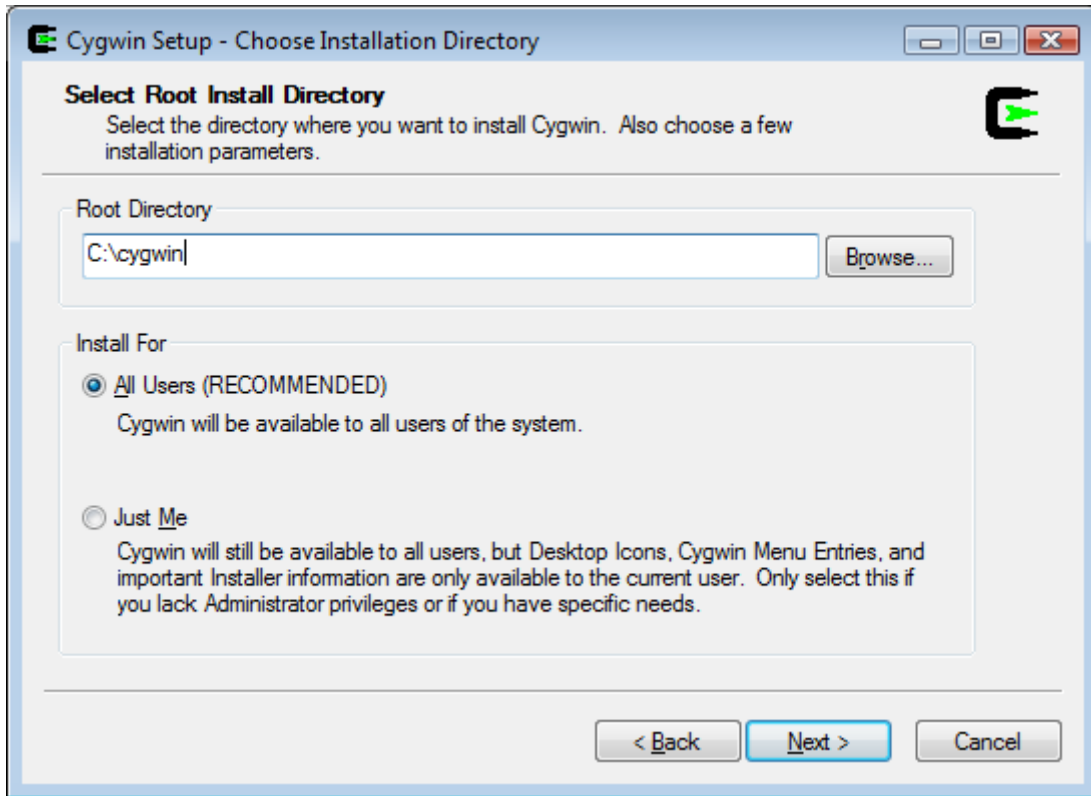 Cygwin Setup - Choose Installation Directory
Select Root Install Directory
Select the directory where you want to install Cygwin. Also choose a few
installation parameters.
Root Directory
C:\cygwin
Browse...
Install For
All Users (RECOMMENDED)
Cygwin will be available to all users of the system.
Just Me
Cygwin will still be available to all users, but Desktop Icons, Cygwin Menu Entries, and
important Installer information are only available to the current user. Only select this if
you lack Administrator privileges or if you have specific needs.
< Back
Next >
Cancel